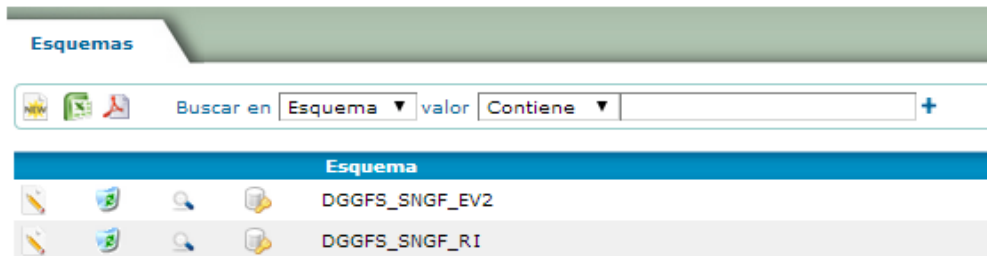 Esquemas
NEW Buscar en Esquema ▼ valor Contiene ▼ +
Esquema
DGGFS_SNGF_EV2
DGGFS_SNGF_RI